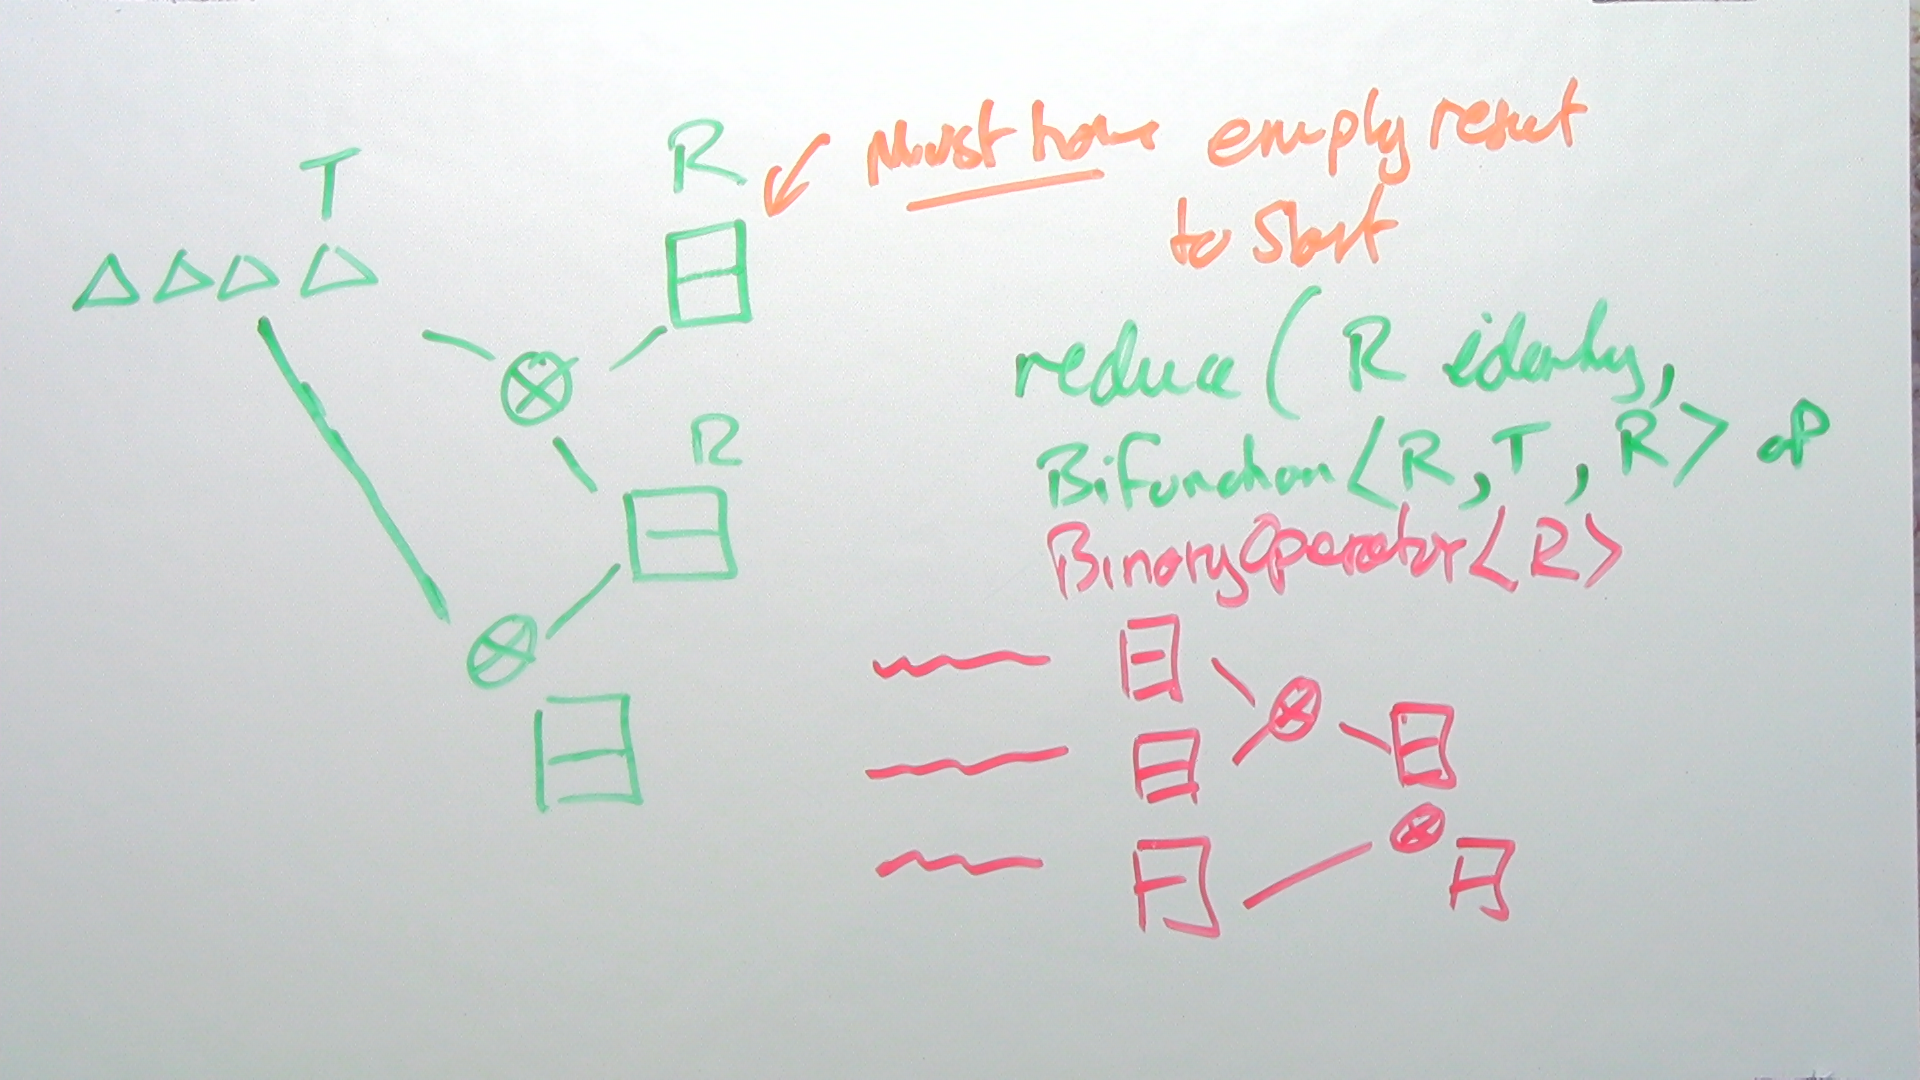 T
R
Must have empty result
to start
reduce ( R identity,
Bifunction <R, T, R> op
R
BinaryOperator <R>